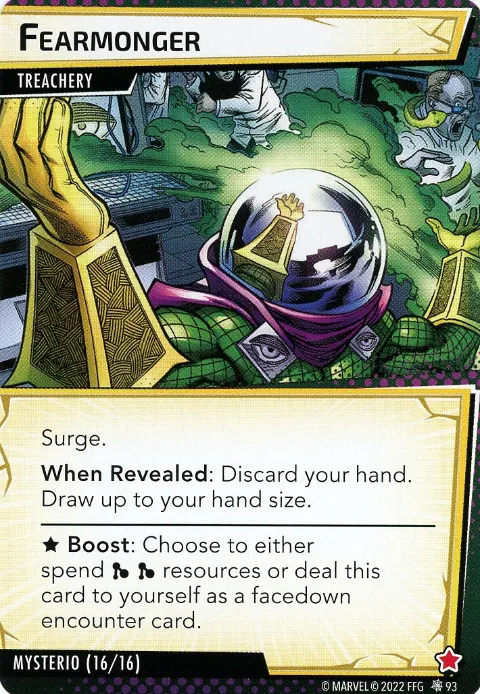 FEARMONGER
TREACHERY
Surge.
When Revealed: Discard your hand.
Draw up to your hand size.
★ Boost: Choose to either
spend resources or deal this
card to yourself as a facedown
encounter card.
MYSTERIO (16/16)
© MARVEL © 2022 FFG 93